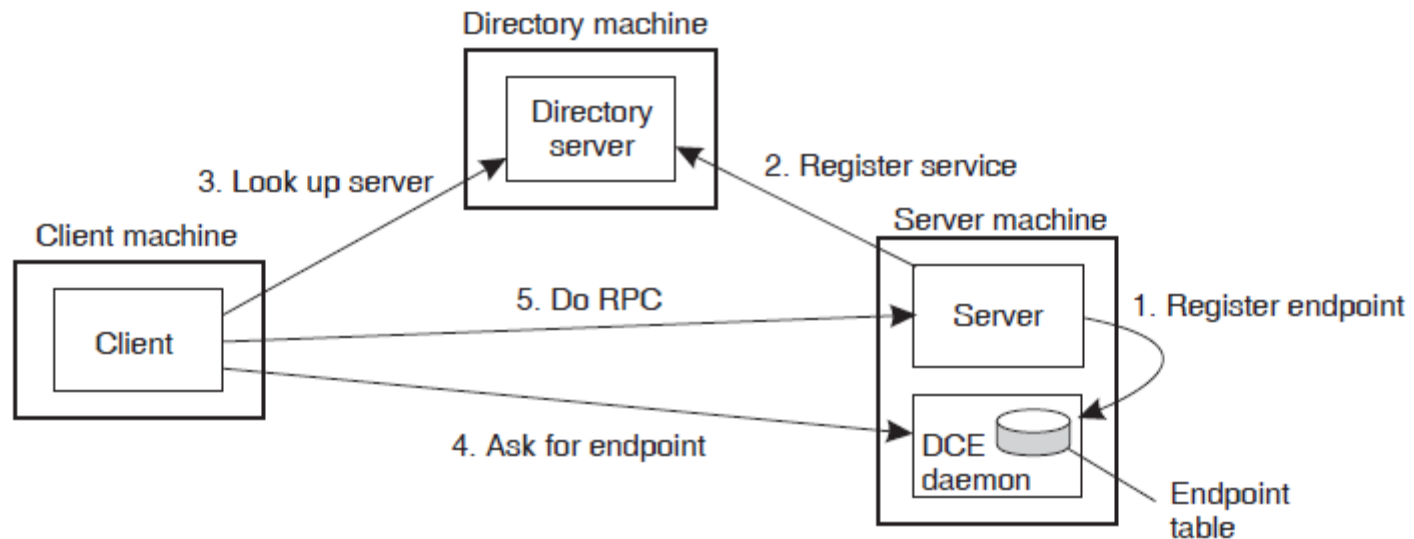 Directory machine
Directory
server
3. Look up server
2. Register service
Client machine
Server machine
5. Do RPC
1. Register endpoint
Client
Server
4. Ask for endpoint
DCE
daemon
Endpoint
table